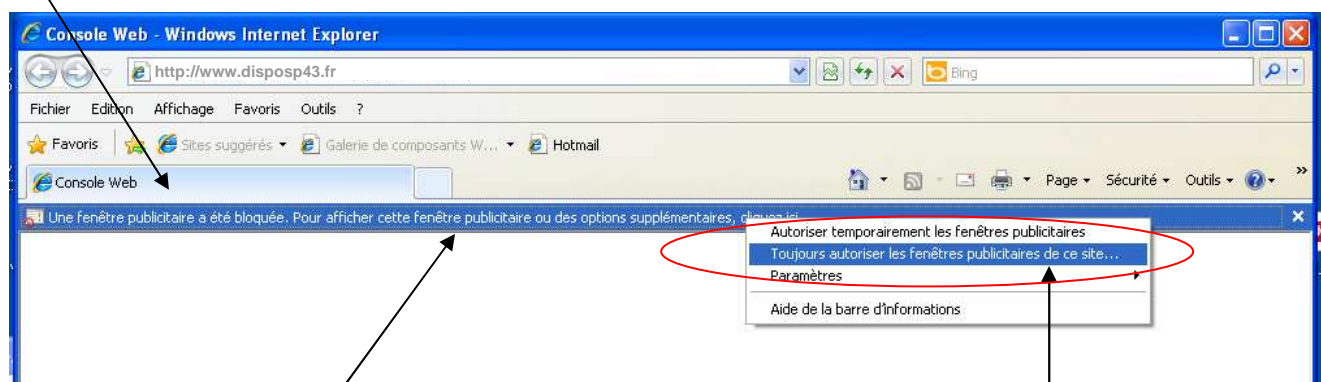 Console Web - Windows Internet Explorer
http://www.disposp43.fr
Bing
Fichier Edition Affichage Favoris Outils ?
Favoris Sites suggérés Galerie de composants W... Hotmail
Console Web Page Sécurité Outils
Une fenêtre publicitaire a été bloquée. Pour afficher cette fenêtre publicitaire ou des options supplémentaires, cliquez ici...
Autoriser temporairement les fenêtres publicitaires
Toujours autoriser les fenêtres publicitaires de ce site...
Paramètres
Aide de la barre d'informations